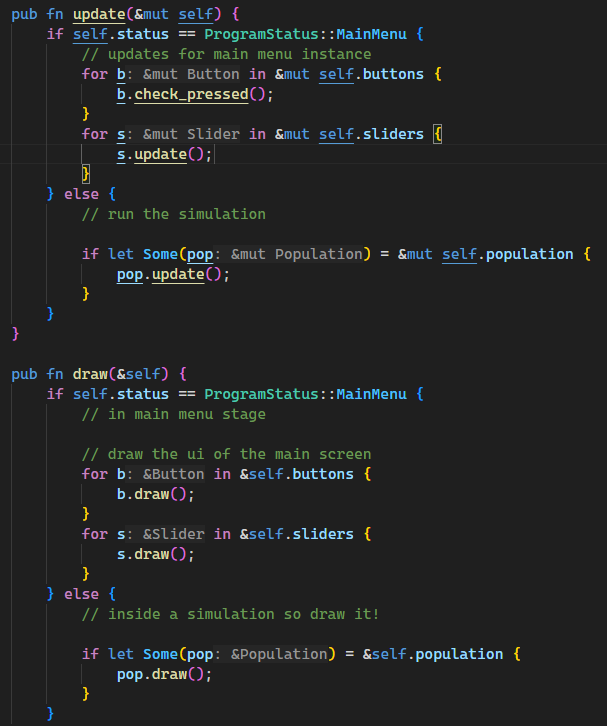 pub fn update(&mut self) {
    if self.status == ProgramStatus::MainMenu {
        // updates for main menu instance
        for b: &mut Button in &mut self.buttons {
            b.check_pressed();
        }
        for s: &mut Slider in &mut self.sliders {
            s.update();
        }
    } else {
        // run the simulation

        if let Some(pop: &mut Population) = &mut self.population {
            pop.update();
        }
    }
}

pub fn draw(&self) {
    if self.status == ProgramStatus::MainMenu {
        // in main menu stage

        // draw the ui of the main screen
        for b: &Button in &self.buttons {
            b.draw();
        }
        for s: &Slider in &self.sliders {
            s.draw();
        }
    } else {
        // inside a simulation so draw it!

        if let Some(pop: &Population) = &self.population {
            pop.draw();
        }
    }